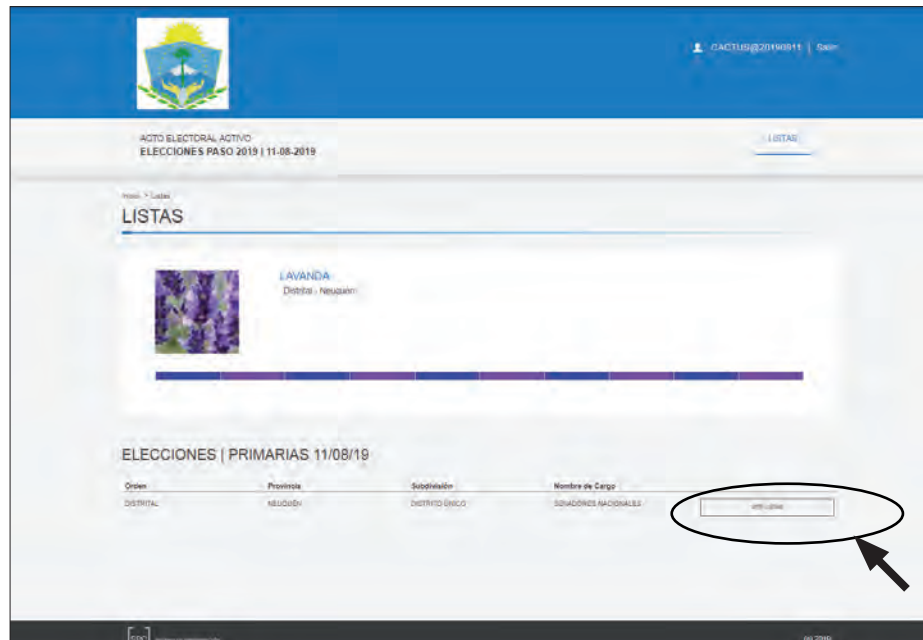 CACTUS@20190811 | Salir
ACTO ELECTORAL ACTIVO
ELECCIONES PASO 2019 | 11-08-2019
LISTAS
Inicio > Listas
LISTAS
LAVANDA
Distrital - Neuquén
ELECCIONES | PRIMARIAS 11/08/19
Orden Provincia Subdivisión Nombre de Cargo
DISTRITAL NEUQUÉN DISTRITO ÚNICO SENADORES NACIONALES VER LISTAS